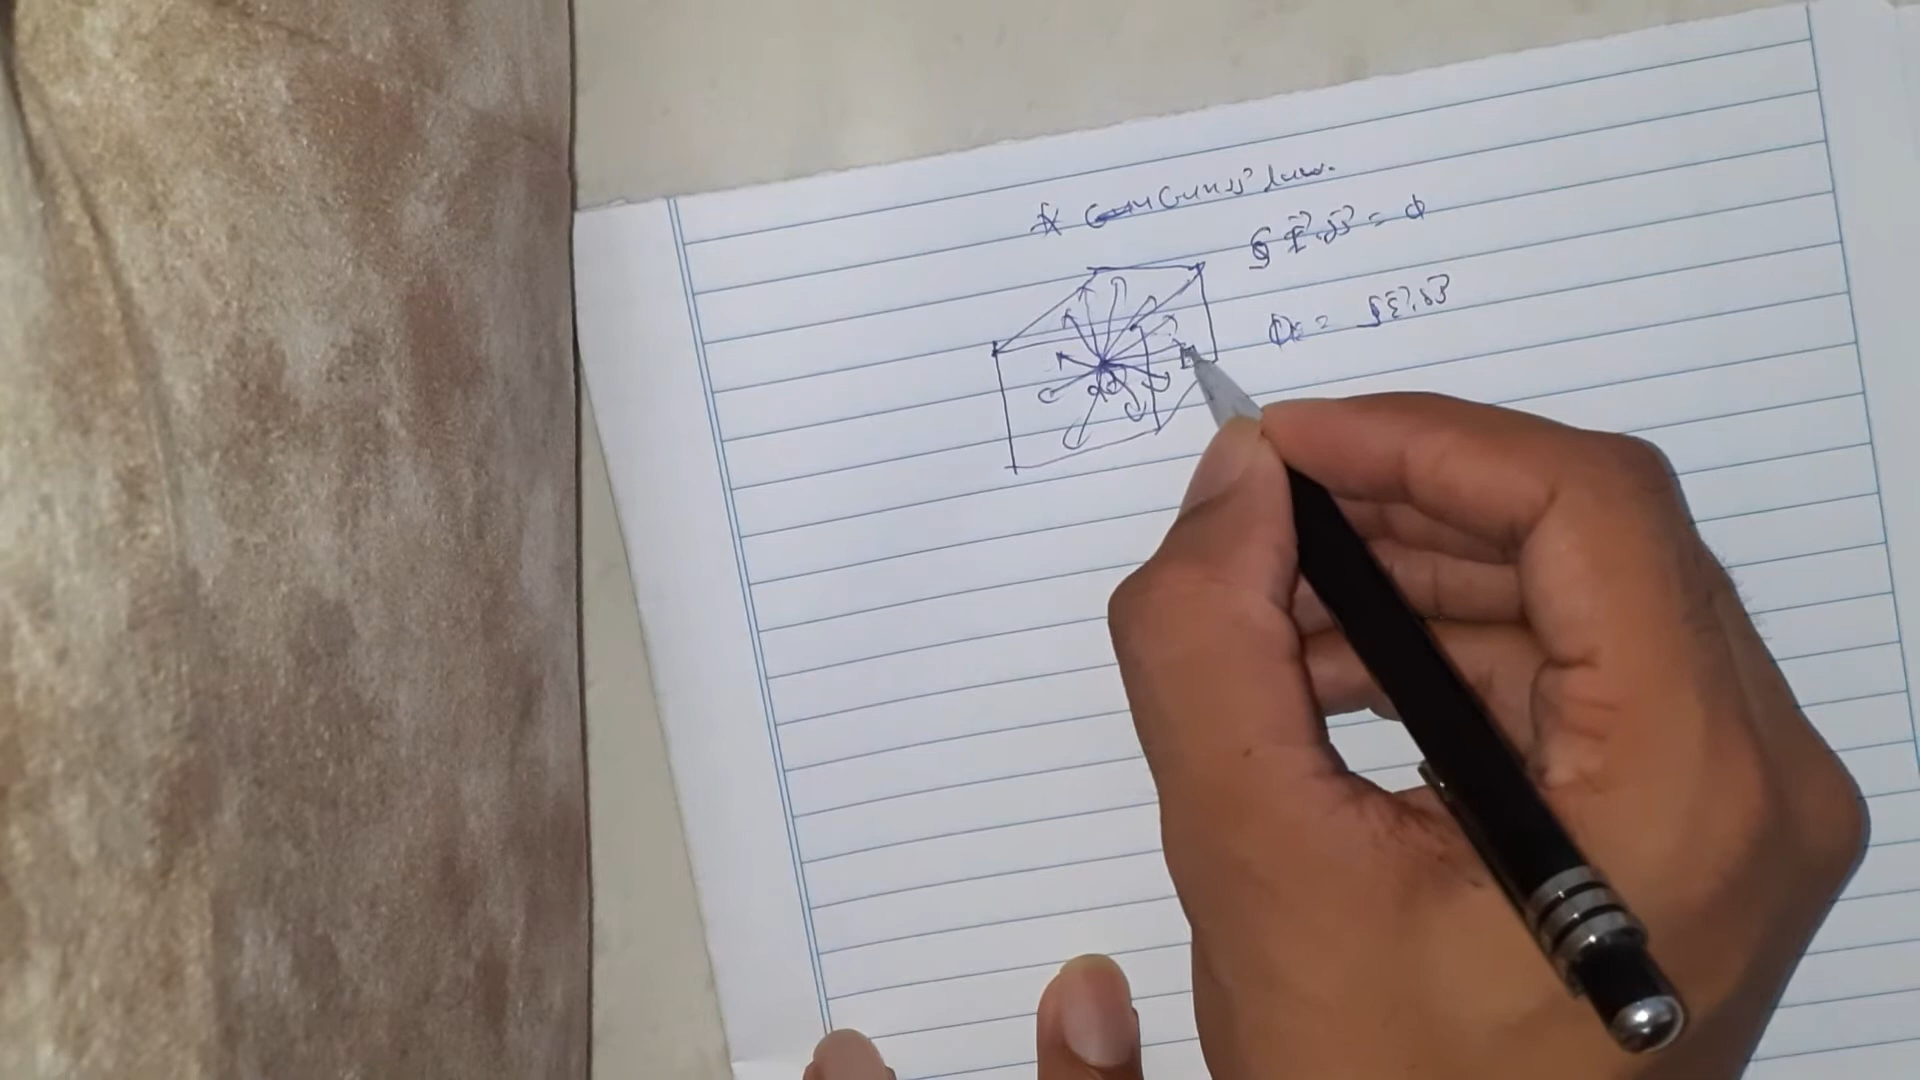 * Gauss' law.
∮ E⃗.dS⃗ = ϕ
ϕE = ∫E⃗.dS⃗